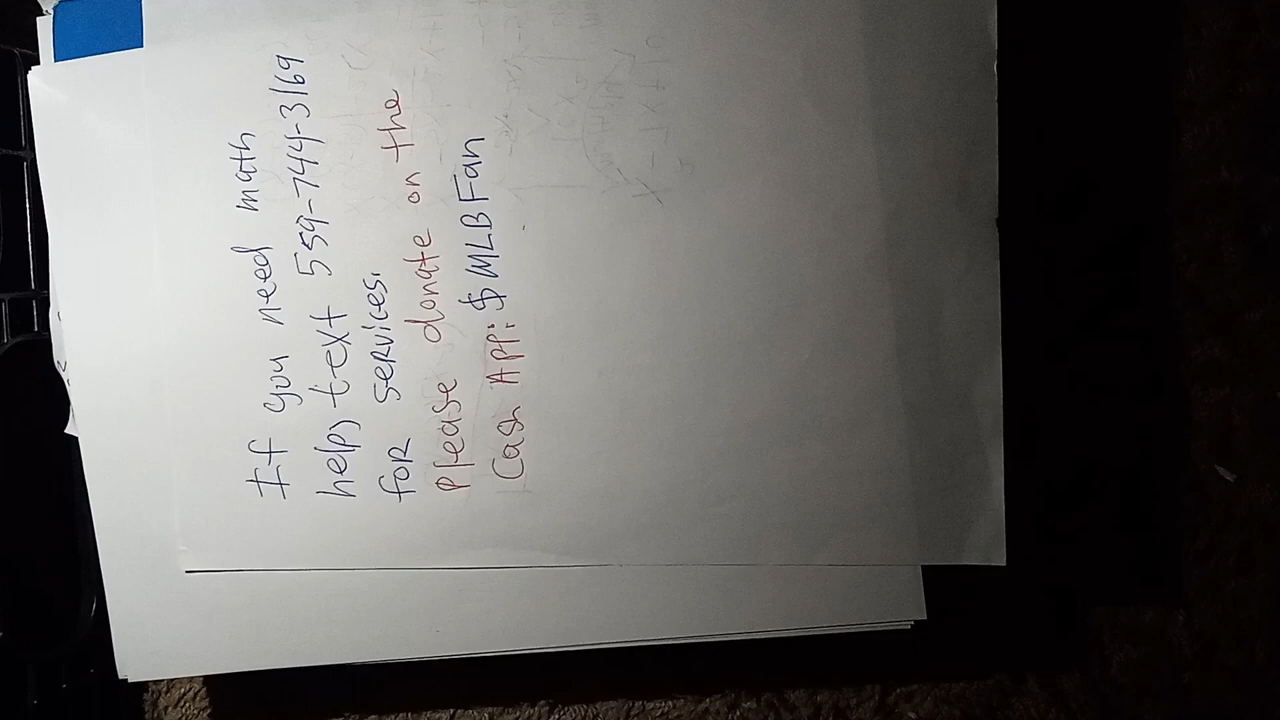 If you need math
help, text 559-744-3169
for services.
Please donate on the
Cash App: $MLBFan